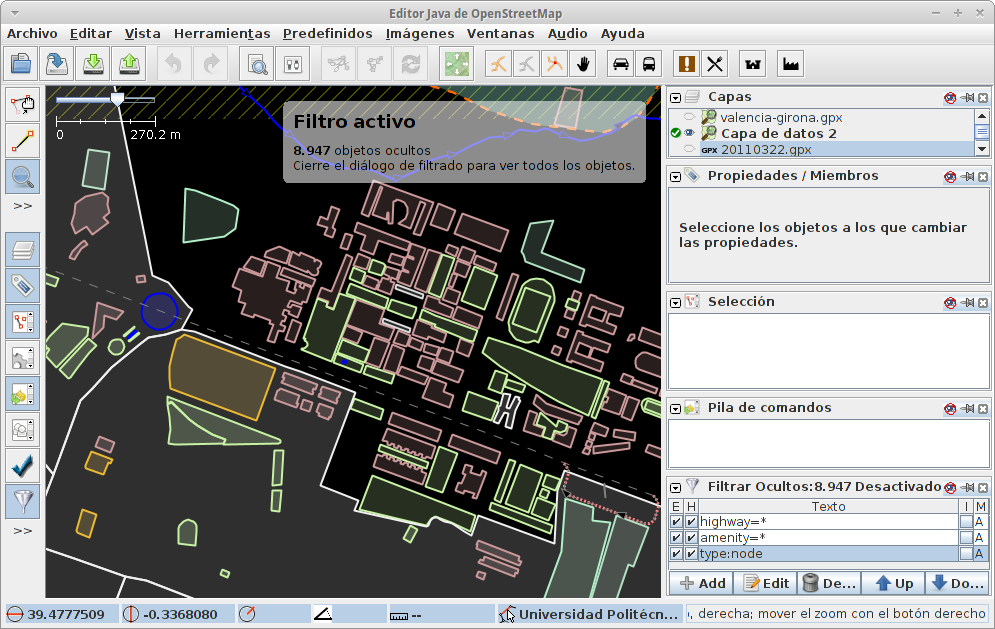 Editor Java de OpenStreetMap
Archivo Editar Vista Herramientas Predefinidos Imágenes Ventanas Audio Ayuda
0 270.2 m
Filtro activo
8.947 objetos ocultos
Cierre el diálogo de filtrado para ver todos los objetos.
>>
>>
Capas
valencia-girona.gpx
Capa de datos 2
GPX 20110322.gpx
Propiedades / Miembros
Seleccione los objetos a los que cambiar
las propiedades.
Selección
Pila de comandos
Filtrar Ocultos:8.947 Desactivado
E H Texto I M
highway=* A
amenity=* A
type:node A
Add Edit De... Up Do...
39.4777509 -0.3368080 -- Universidad Politécn... , derecha; mover el zoom con el botón derecho